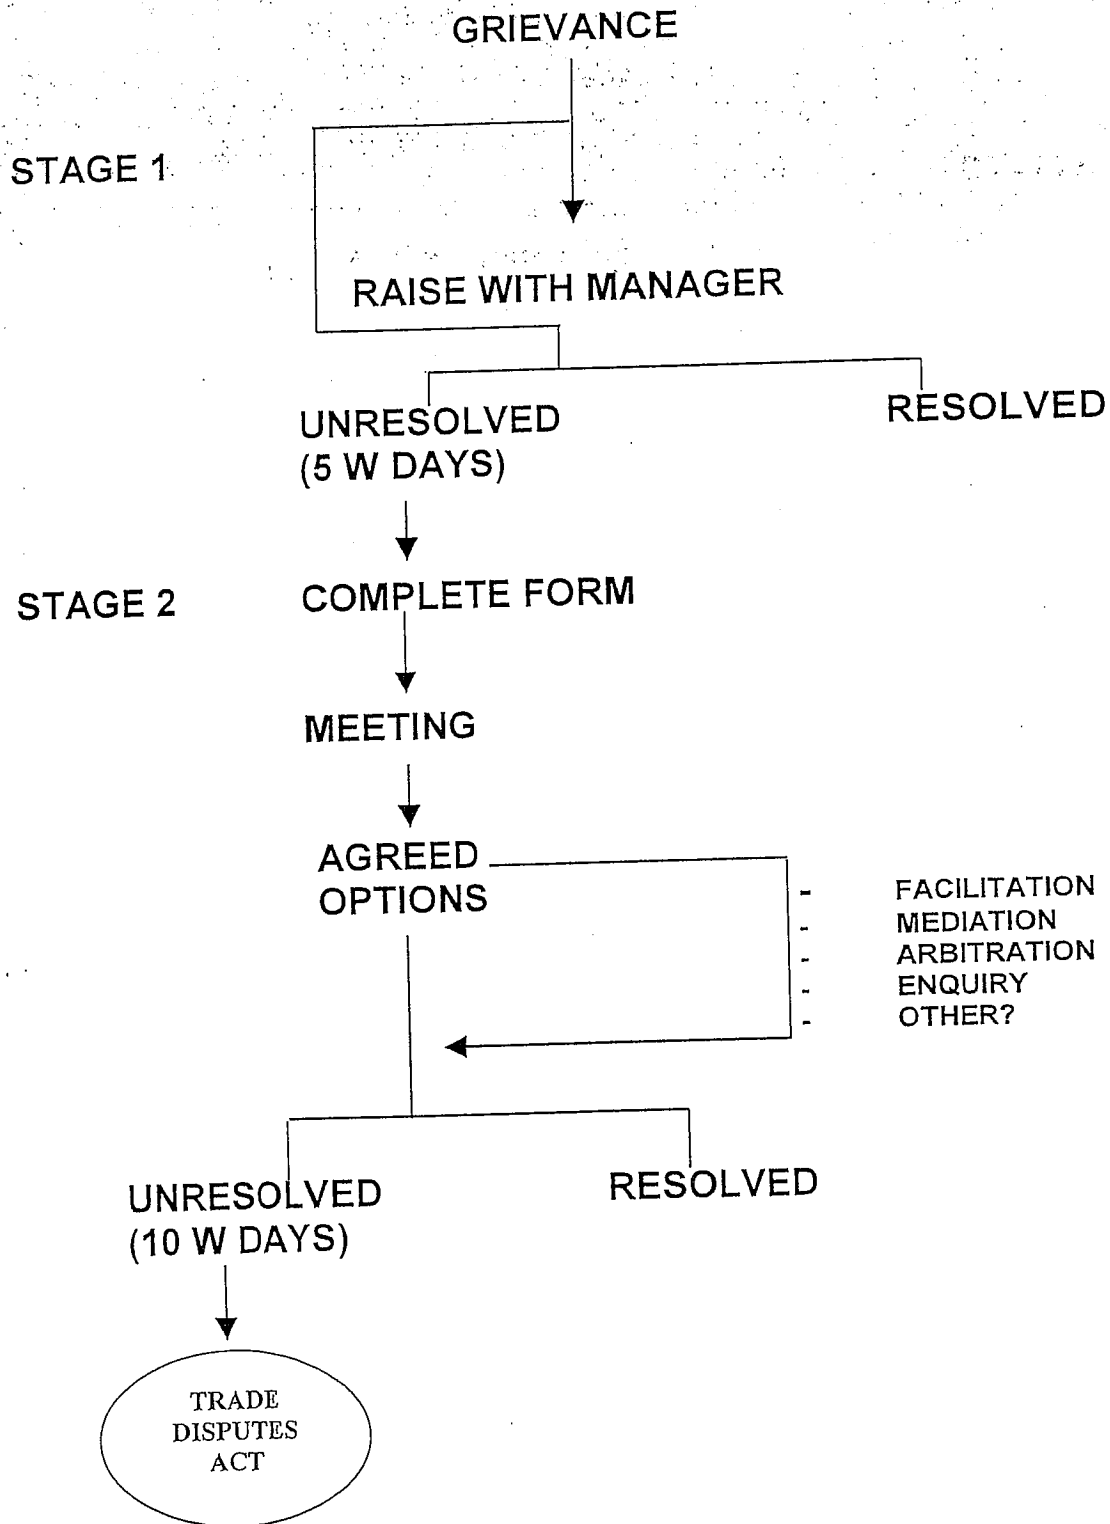 GRIEVANCE
STAGE 1
RAISE WITH MANAGER
UNRESOLVED
(5 W DAYS)
RESOLVED
STAGE 2
COMPLETE FORM
MEETING
AGREED
OPTIONS
- FACILITATION
- MEDIATION
- ARBITRATION
- ENQUIRY
- OTHER?
UNRESOLVED
(10 W DAYS)
RESOLVED
TRADE
DISPUTES
ACT